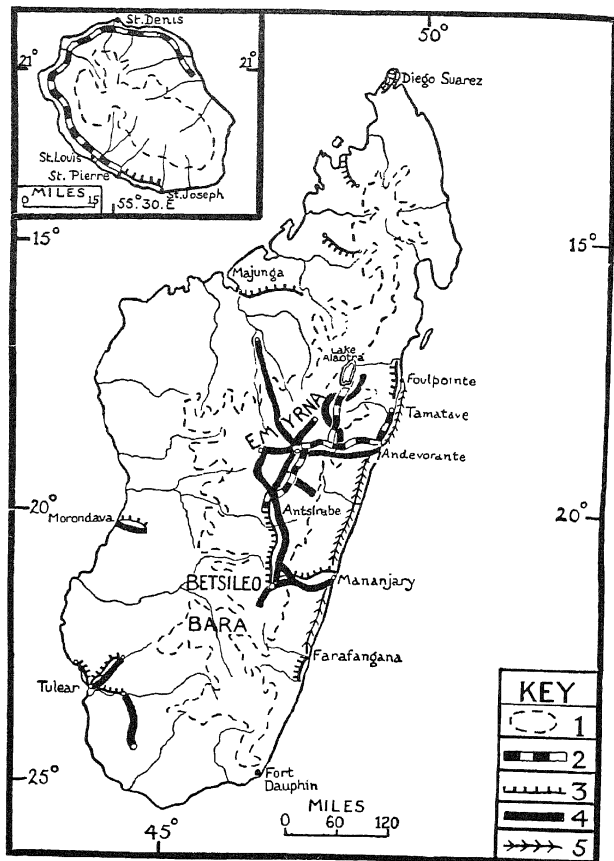 St. Denis
21°
21°
St. Louis
St. Pierre
St. Joseph
MILES
0 15
55° 30. E
50°
Diego Suarez
15°
15°
Majunga
Lake
Alaotra
Foulpointe
EMYRNA
Tamatave
Andevorante
20°
20°
Antsirabe
Morondava
BETSILEO
Mananjary
BARA
Farafangana
Tulear
Fort
Dauphin
25°
45°
MILES
0 60 120
KEY
1
2
3
4
5